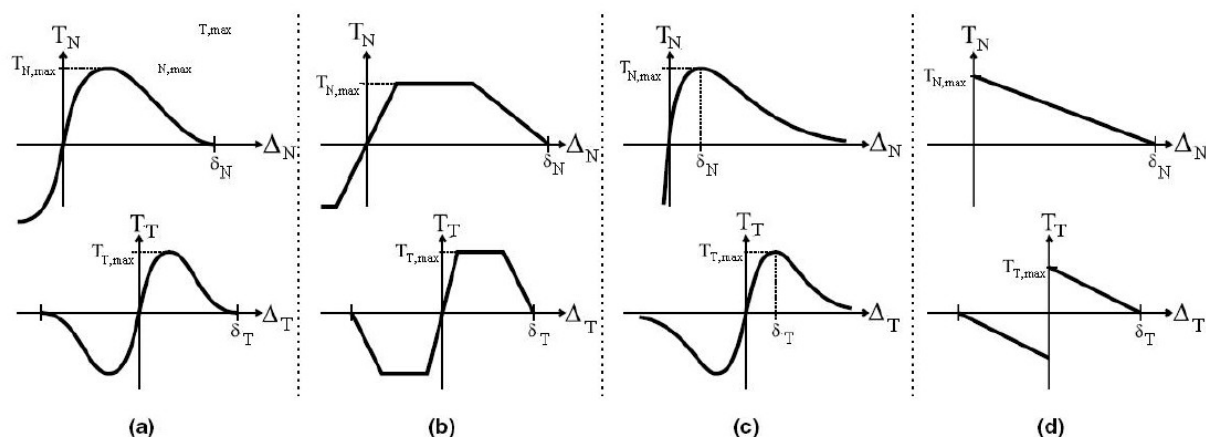 T_N T,max T_N T_N T_N
T_N,max N,max T_N,max T_N,max T_N,max
Δ_N Δ_N Δ_N Δ_N
δ_N δ_N δ_N δ_N
T_T T_T T_T T_T
T_T,max T_T,max T_T,max T_T,max
Δ_T Δ_T Δ_T Δ_T
δ_T δ_T δ_T δ_T
(a) (b) (c) (d)